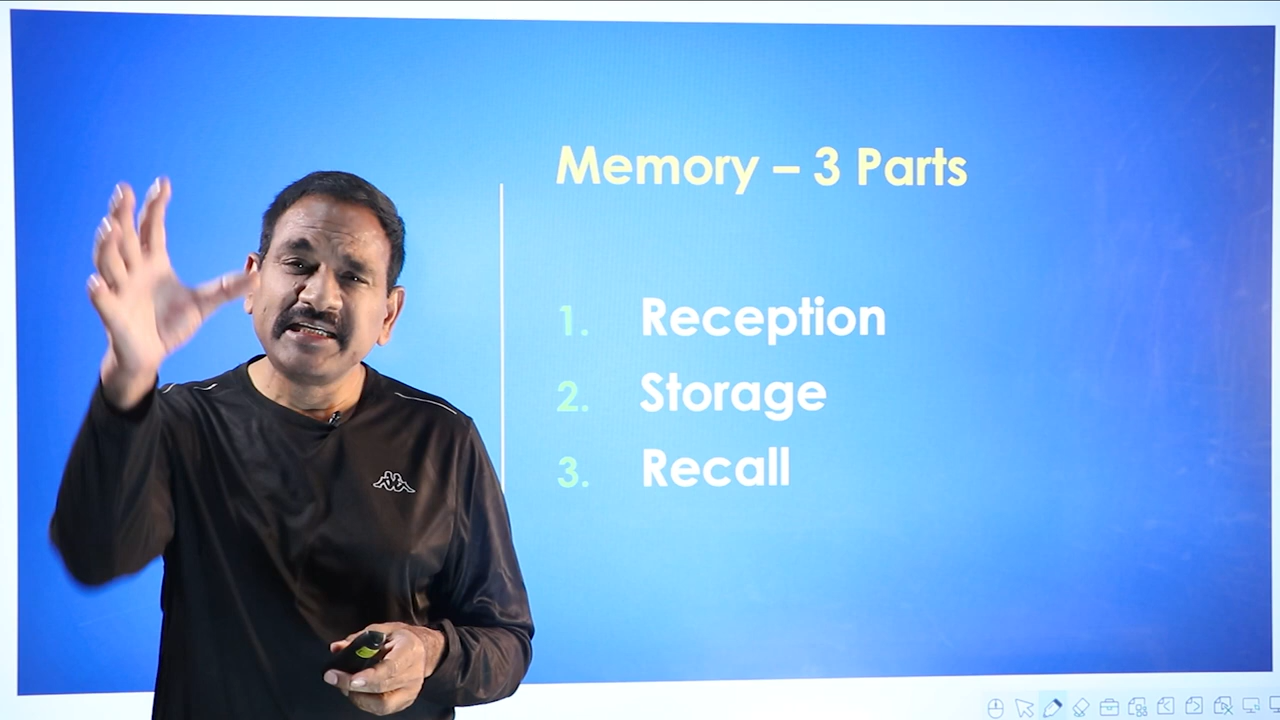 Memory – 3 Parts
1. Reception
2. Storage
3. Recall